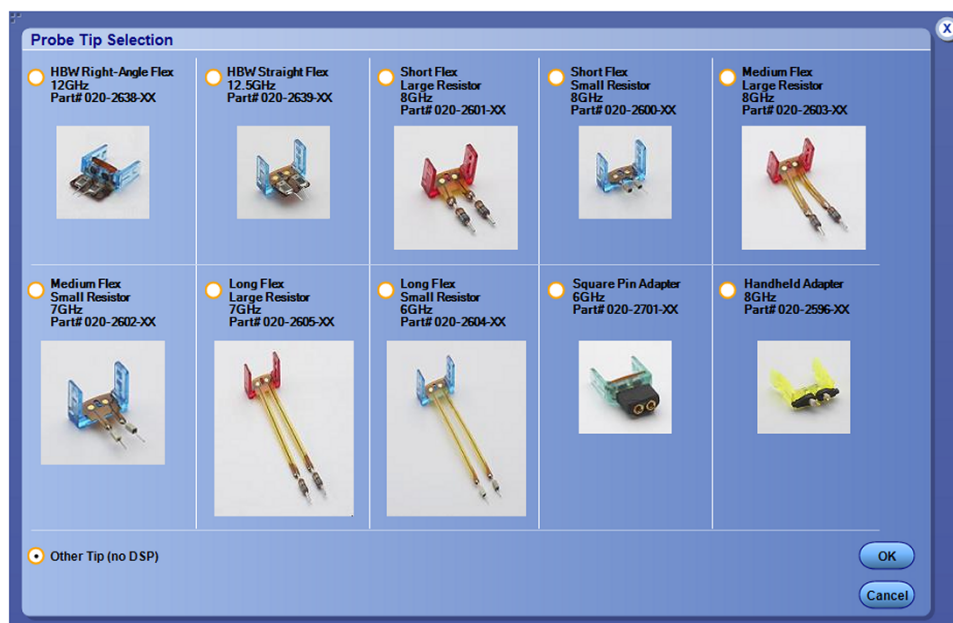 Probe Tip Selection
X
HBW Right-Angle Flex
12GHz
Part# 020-2638-XX
HBW Straight Flex
12.5GHz
Part# 020-2639-XX
Short Flex
Large Resistor
8GHz
Part# 020-2601-XX
Short Flex
Small Resistor
8GHz
Part# 020-2600-XX
Medium Flex
Large Resistor
8GHz
Part# 020-2603-XX
Medium Flex
Small Resistor
7GHz
Part# 020-2602-XX
Long Flex
Large Resistor
7GHz
Part# 020-2605-XX
Long Flex
Small Resistor
6GHz
Part# 020-2604-XX
Square Pin Adapter
6GHz
Part# 020-2701-XX
Handheld Adapter
8GHz
Part# 020-2596-XX
Other Tip (no DSP)
OK
Cancel